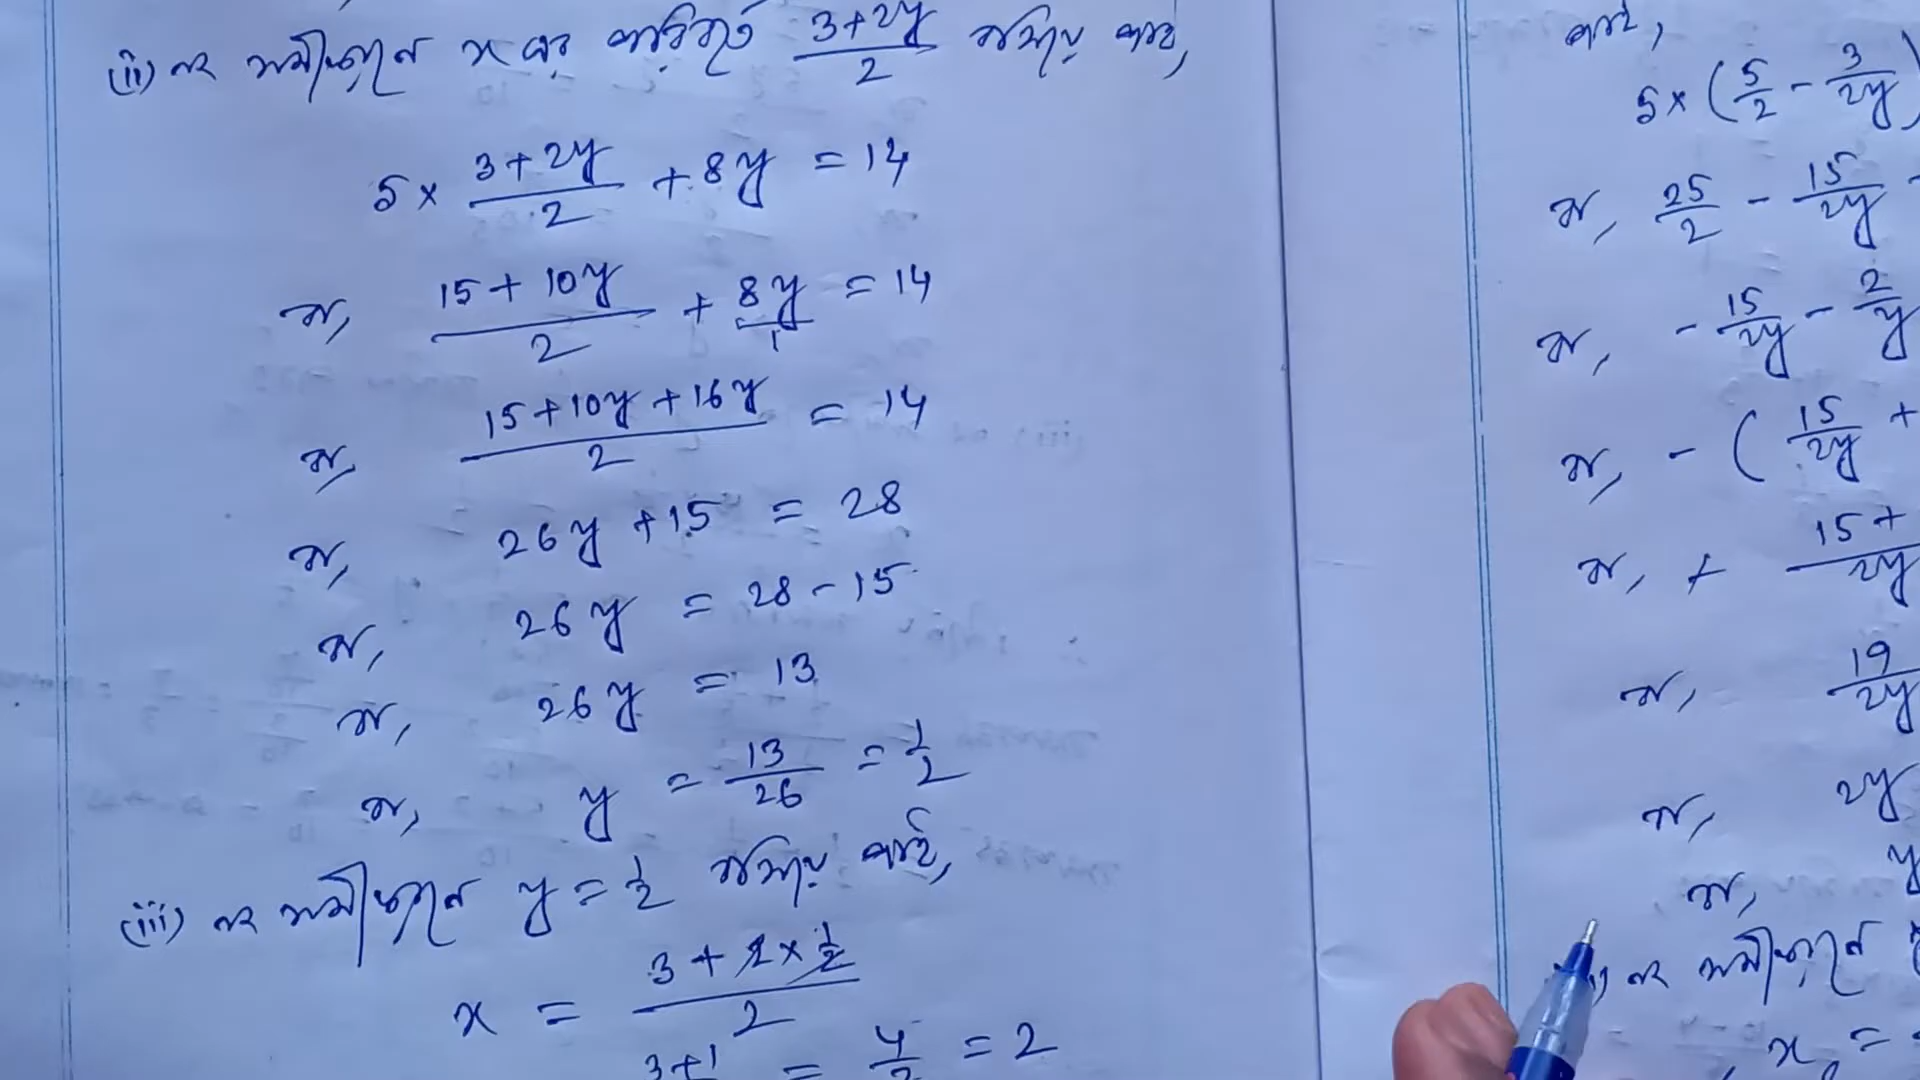 (ii) নং সমীকরণে x এর পরিবর্তে (3+2y)/2 বসিয়ে পাই,
5 × (3+2y)/2 + 8y = 14
বা, (15+10y)/2 + 8y/1 = 14
বা, (15+10y+16y)/2 = 14
বা, 26y + 15 = 28
বা, 26y = 28 - 15
বা, 26y = 13
বা, y = 13/26 = 1/2
(iii) নং সমীকরণে y = 1/2 বসিয়ে পাই,
x = (3 + 2 × 1/2)/2
3+1 = 4/2 = 2
পাই,
5 × (5/2 - 3/2y)
বা, 25/2 - 15/2y
বা, - 15/2y - 2/y
বা, - ( 15/2y +
বা, + 15+/2y
বা, 19/2y
বা, 2y
বা, y
নং সমীকরণে
x =